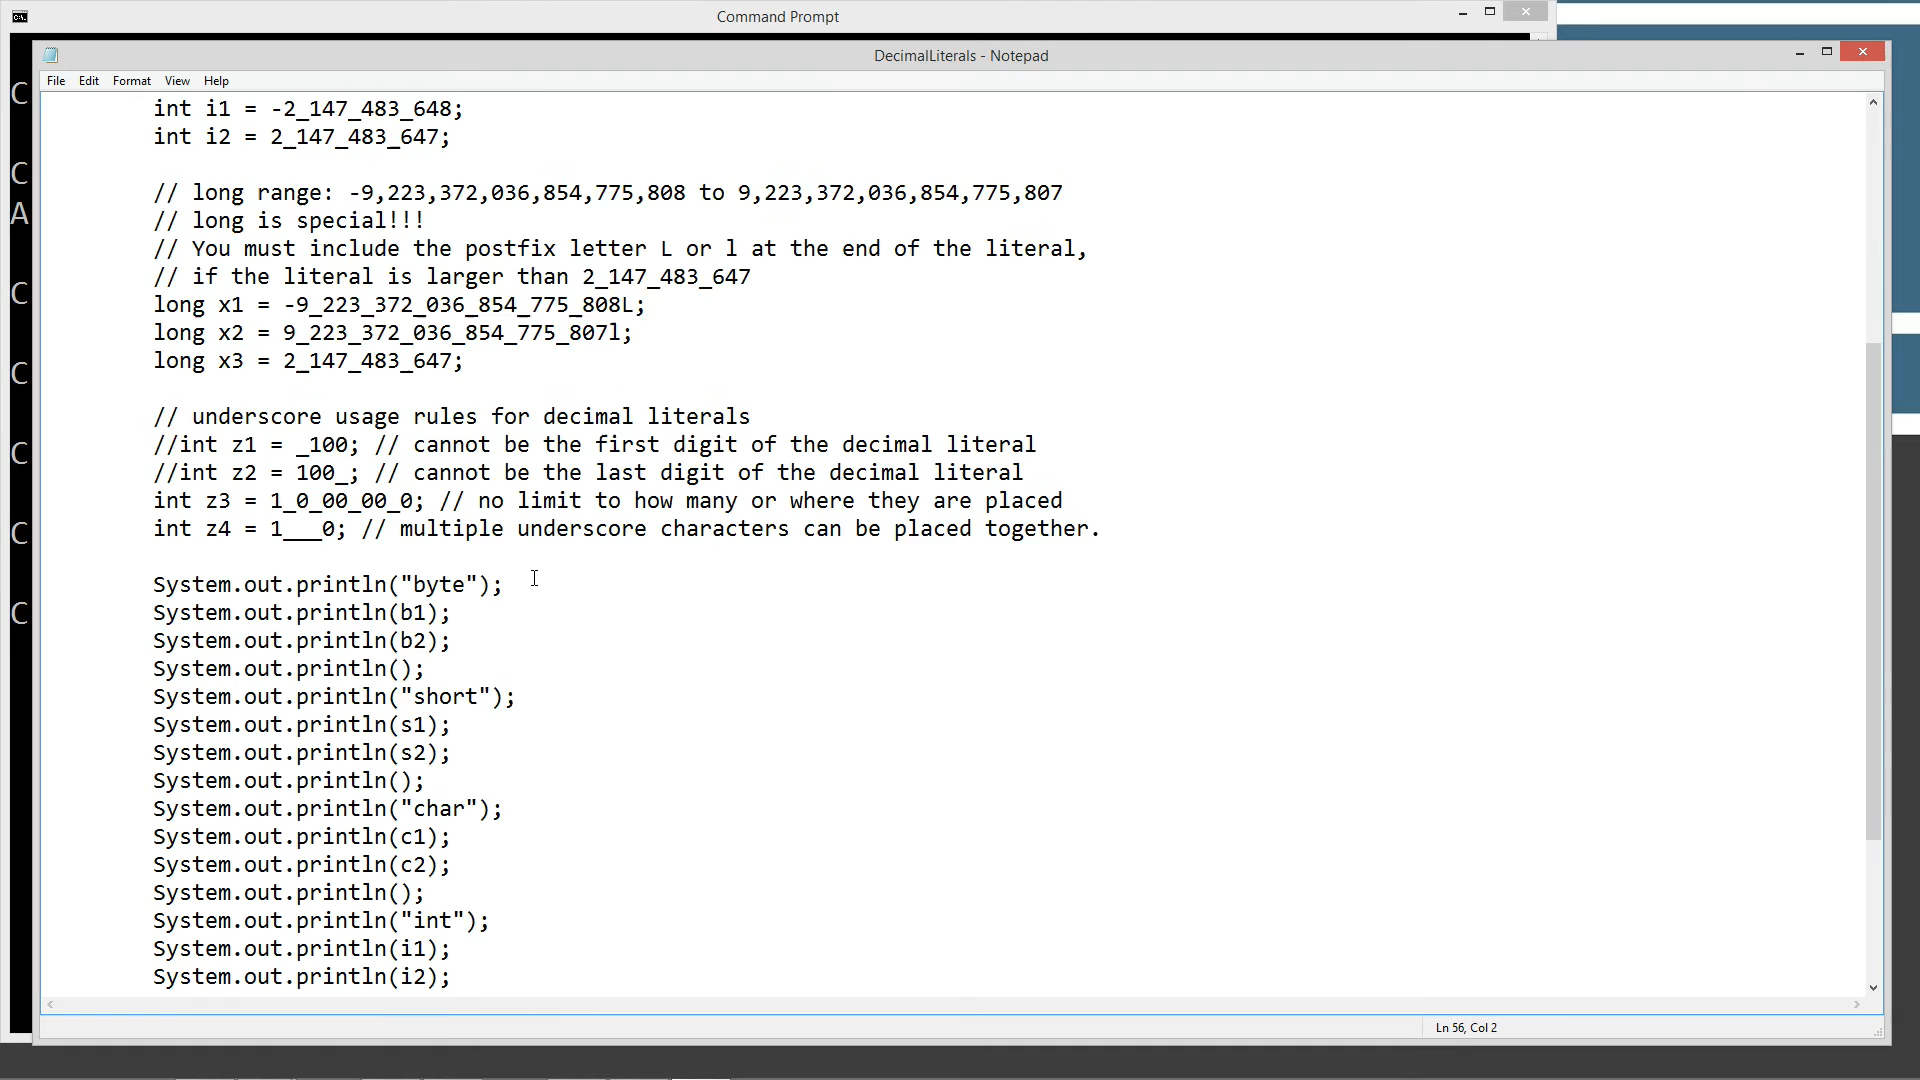 Command Prompt
DecimalLiterals - Notepad
File Edit Format View Help
int i1 = -2_147_483_648;
int i2 = 2_147_483_647;
// long range: -9,223,372,036,854,775,808 to 9,223,372,036,854,775,807
// long is special!!!
// You must include the postfix letter L or l at the end of the literal,
// if the literal is larger than 2_147_483_647
long x1 = -9_223_372_036_854_775_808L;
long x2 = 9_223_372_036_854_775_807l;
long x3 = 2_147_483_647;
// underscore usage rules for decimal literals
//int z1 = _100; // cannot be the first digit of the decimal literal
//int z2 = 100_; // cannot be the last digit of the decimal literal
int z3 = 1_0_00_00_0; // no limit to how many or where they are placed
int z4 = 1___0; // multiple underscore characters can be placed together.
System.out.println("byte");
System.out.println(b1);
System.out.println(b2);
System.out.println();
System.out.println("short");
System.out.println(s1);
System.out.println(s2);
System.out.println();
System.out.println("char");
System.out.println(c1);
System.out.println(c2);
System.out.println();
System.out.println("int");
System.out.println(i1);
System.out.println(i2);
Ln 56, Col 2
C
C
A
C
C
C
C
C